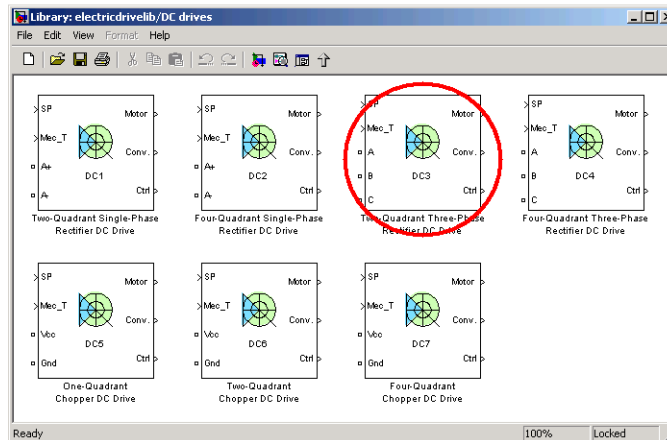 Library: electricdrivelib/DC drives
File Edit View Format Help
SP Motor
Mec_T
A+ Conv.
DC1
A- Ctrl
Two-Quadrant Single-Phase
Rectifier DC Drive
SP Motor
Mec_T
A+ Conv.
DC2
A- Ctrl
Four-Quadrant Single-Phase
Rectifier DC Drive
SP Motor
Mec_T
A Conv.
B DC3
C Ctrl
Two-Quadrant Three-Phase
Rectifier DC Drive
SP Motor
Mec_T
A Conv.
B DC4
C Ctrl
Four-Quadrant Three-Phase
Rectifier DC Drive
SP Motor
Mec_T
Vcc Conv.
DC5
Gnd Ctrl
One-Quadrant
Chopper DC Drive
SP Motor
Mec_T
Vcc Conv.
DC6
Gnd Ctrl
Two-Quadrant
Chopper DC Drive
SP Motor
Mec_T
Vcc Conv.
DC7
Gnd Ctrl
Four-Quadrant
Chopper DC Drive
Ready 100% Locked